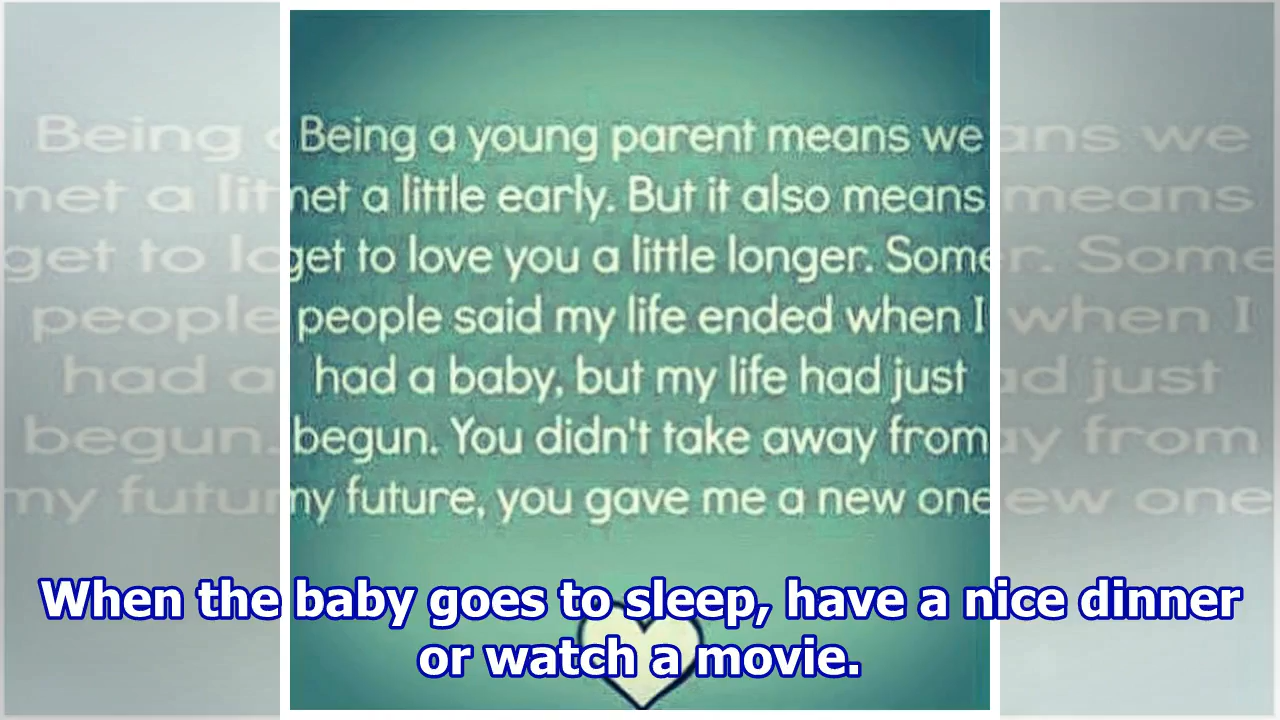 Being a young parent means we
met a little early. But it also means
get to love you a little longer. Some
people said my life ended when I
had a baby, but my life had just
begun. You didn't take away from
my future, you gave me a new one
When the baby goes to sleep, have a nice dinner
or watch a movie.